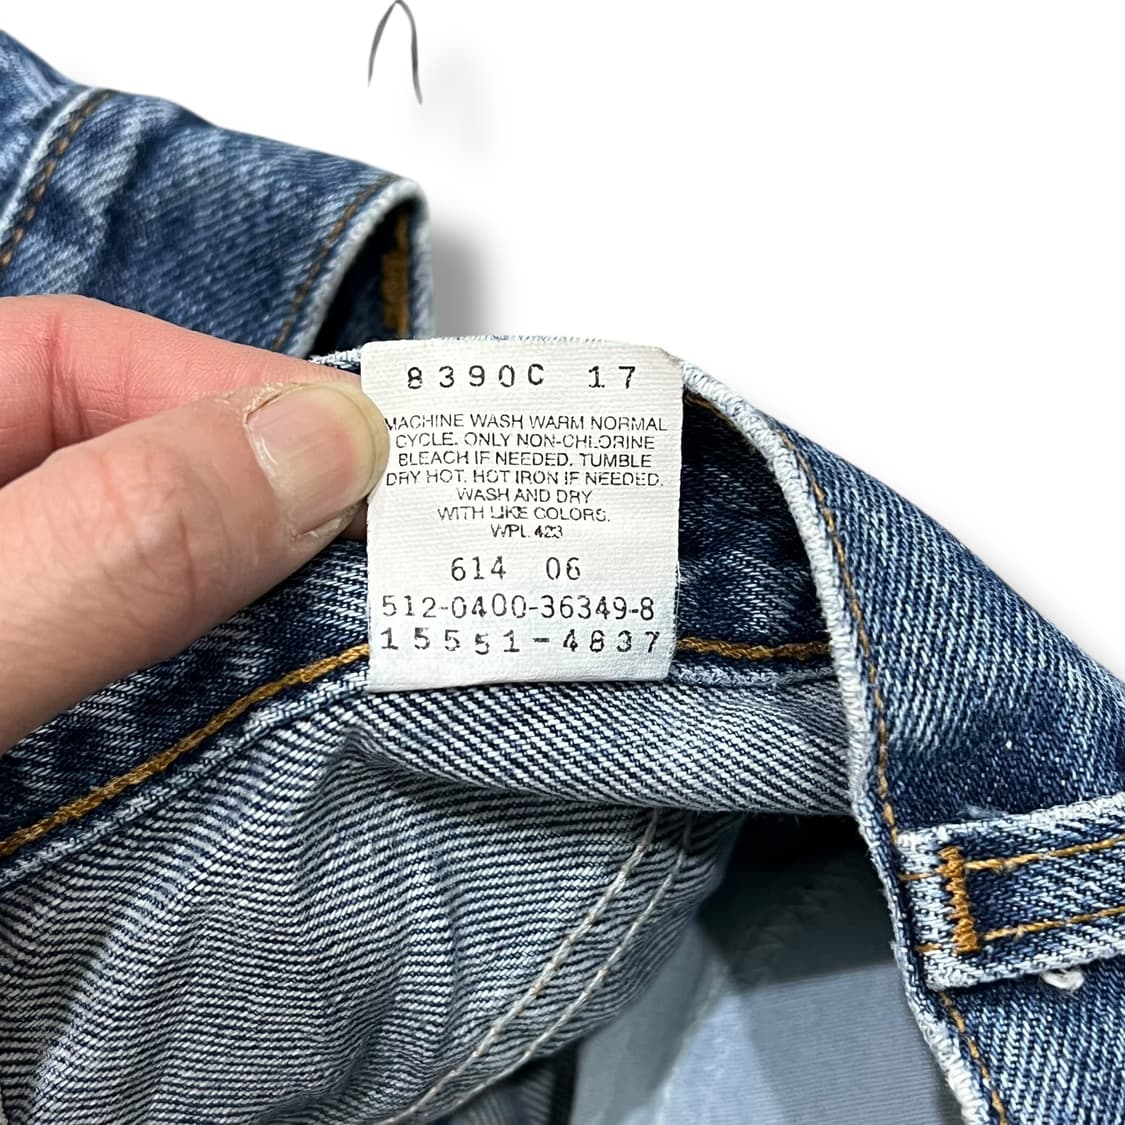 8390C 17
MACHINE WASH WARM NORMAL
CYCLE. ONLY NON-CHLORINE
BLEACH IF NEEDED. TUMBLE
DRY HOT. HOT IRON IF NEEDED.
WASH AND DRY
WITH LIKE COLORS.
WPL 423
614 06
512-0400-36349-8
15551-4837